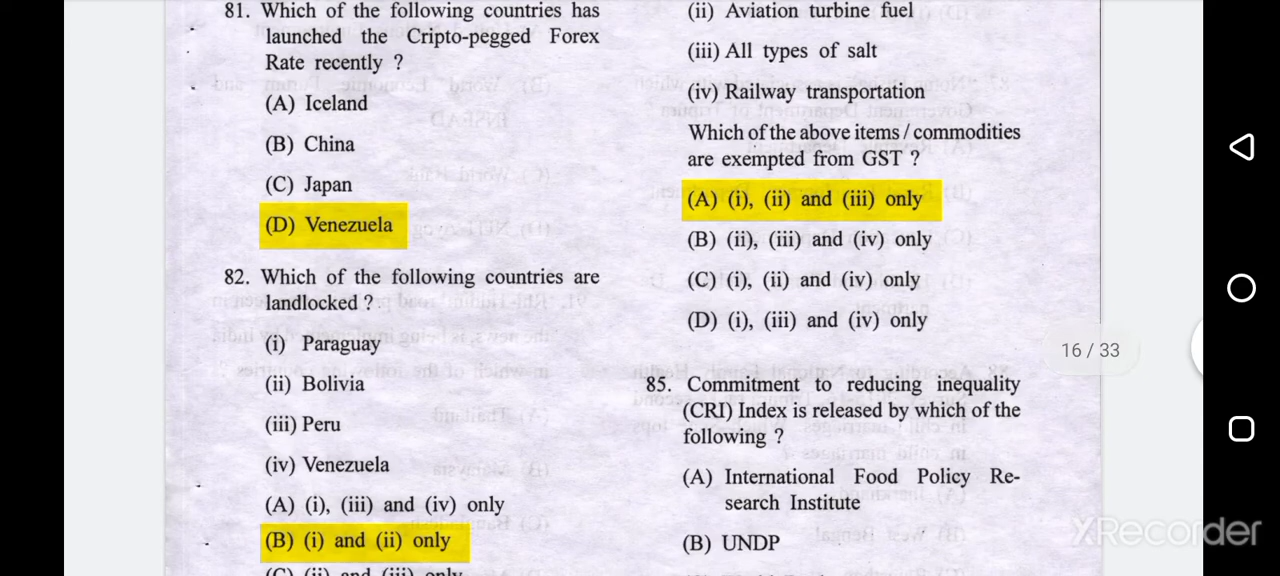 81. Which of the following countries has
launched the Cripto-pegged Forex
Rate recently ?
(A) Iceland
(B) China
(C) Japan
(D) Venezuela
82. Which of the following countries are
landlocked ?
(i) Paraguay
(ii) Bolivia
(iii) Peru
(iv) Venezuela
(A) (i), (iii) and (iv) only
(B) (i) and (ii) only
(C) (ii) and (iii) only
(ii) Aviation turbine fuel
(iii) All types of salt
(iv) Railway transportation
Which of the above items / commodities
are exempted from GST ?
(A) (i), (ii) and (iii) only
(B) (ii), (iii) and (iv) only
(C) (i), (ii) and (iv) only
(D) (i), (iii) and (iv) only
85. Commitment to reducing inequality
(CRI) Index is released by which of the
following ?
(A) International Food Policy Re-
search Institute
(B) UNDP
16 / 33
XRecorder